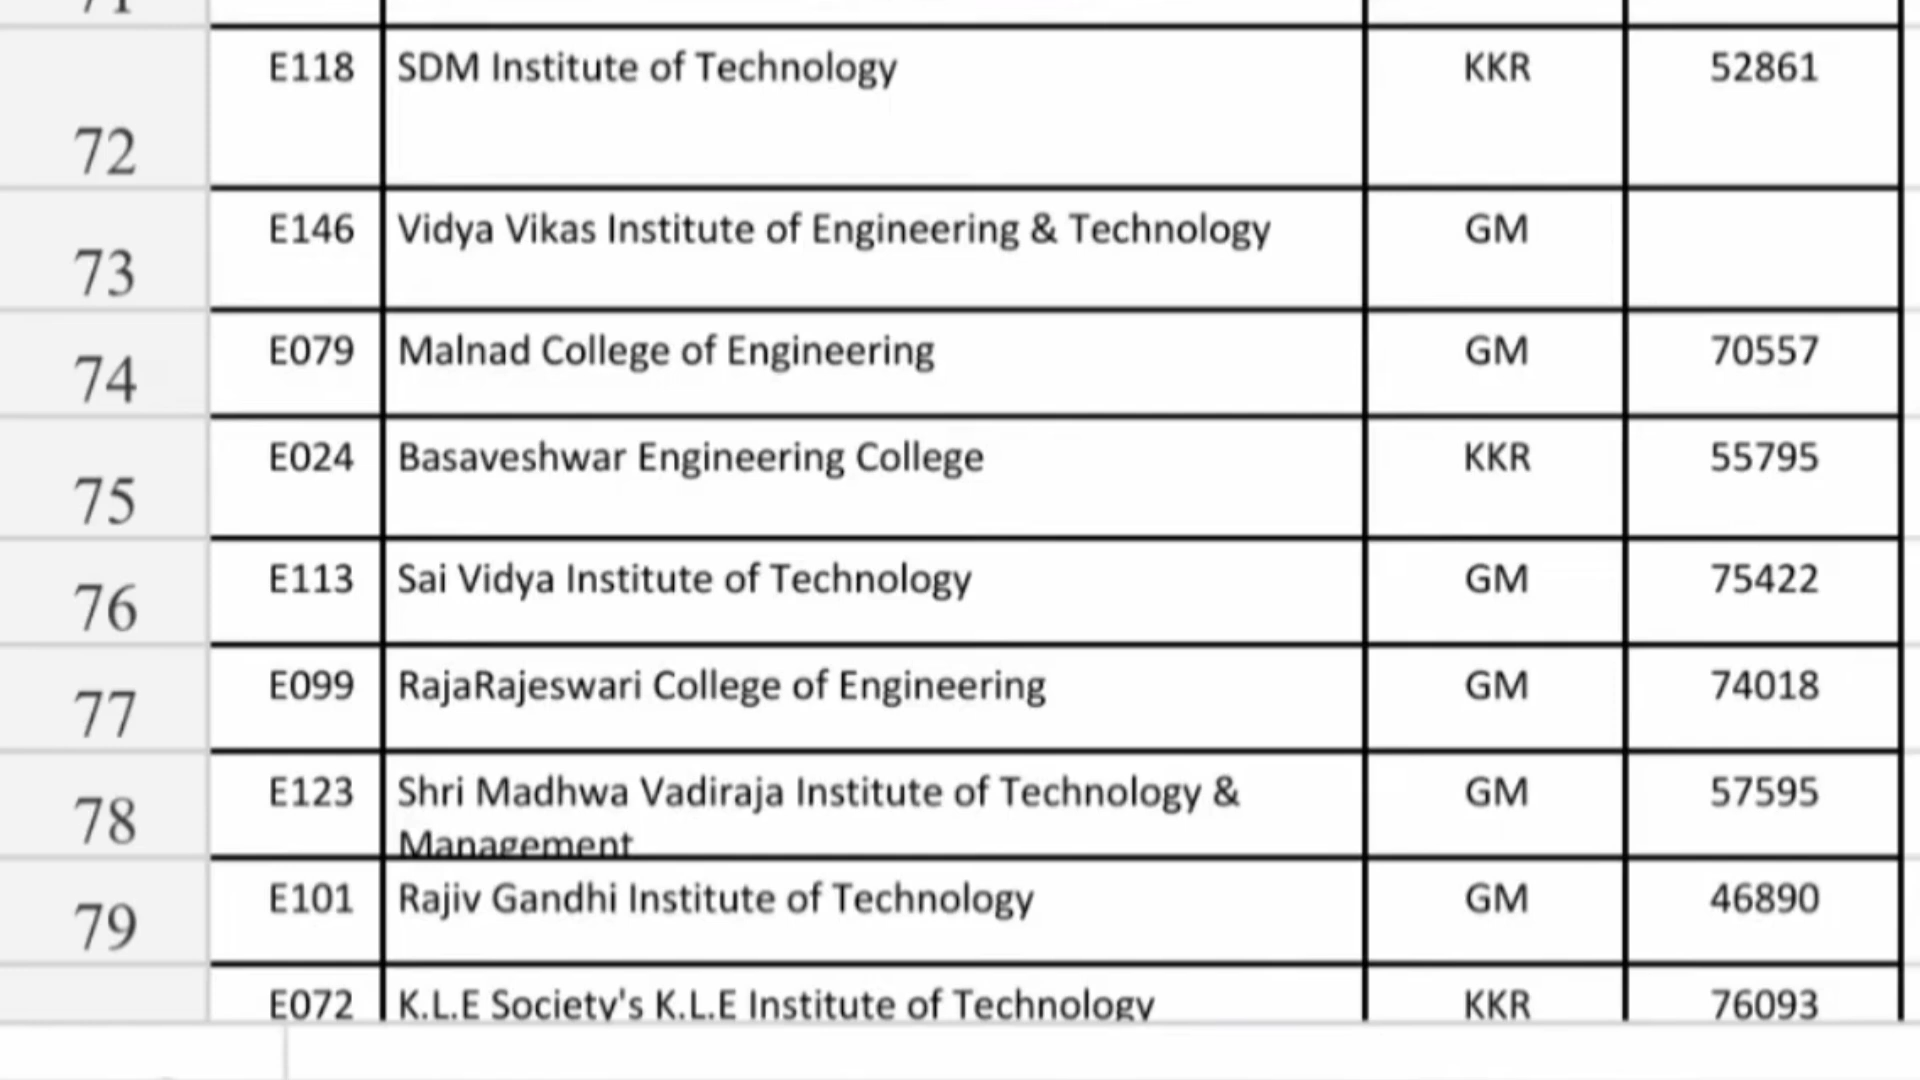 72 E118 SDM Institute of Technology KKR 52861
73 E146 Vidya Vikas Institute of Engineering & Technology GM
74 E079 Malnad College of Engineering GM 70557
75 E024 Basaveshwar Engineering College KKR 55795
76 E113 Sai Vidya Institute of Technology GM 75422
77 E099 RajaRajeswari College of Engineering GM 74018
78 E123 Shri Madhwa Vadiraja Institute of Technology & GM 57595
Management
79 E101 Rajiv Gandhi Institute of Technology GM 46890
E072 K.L.E Society's K.L.E Institute of Technology KKR 76093